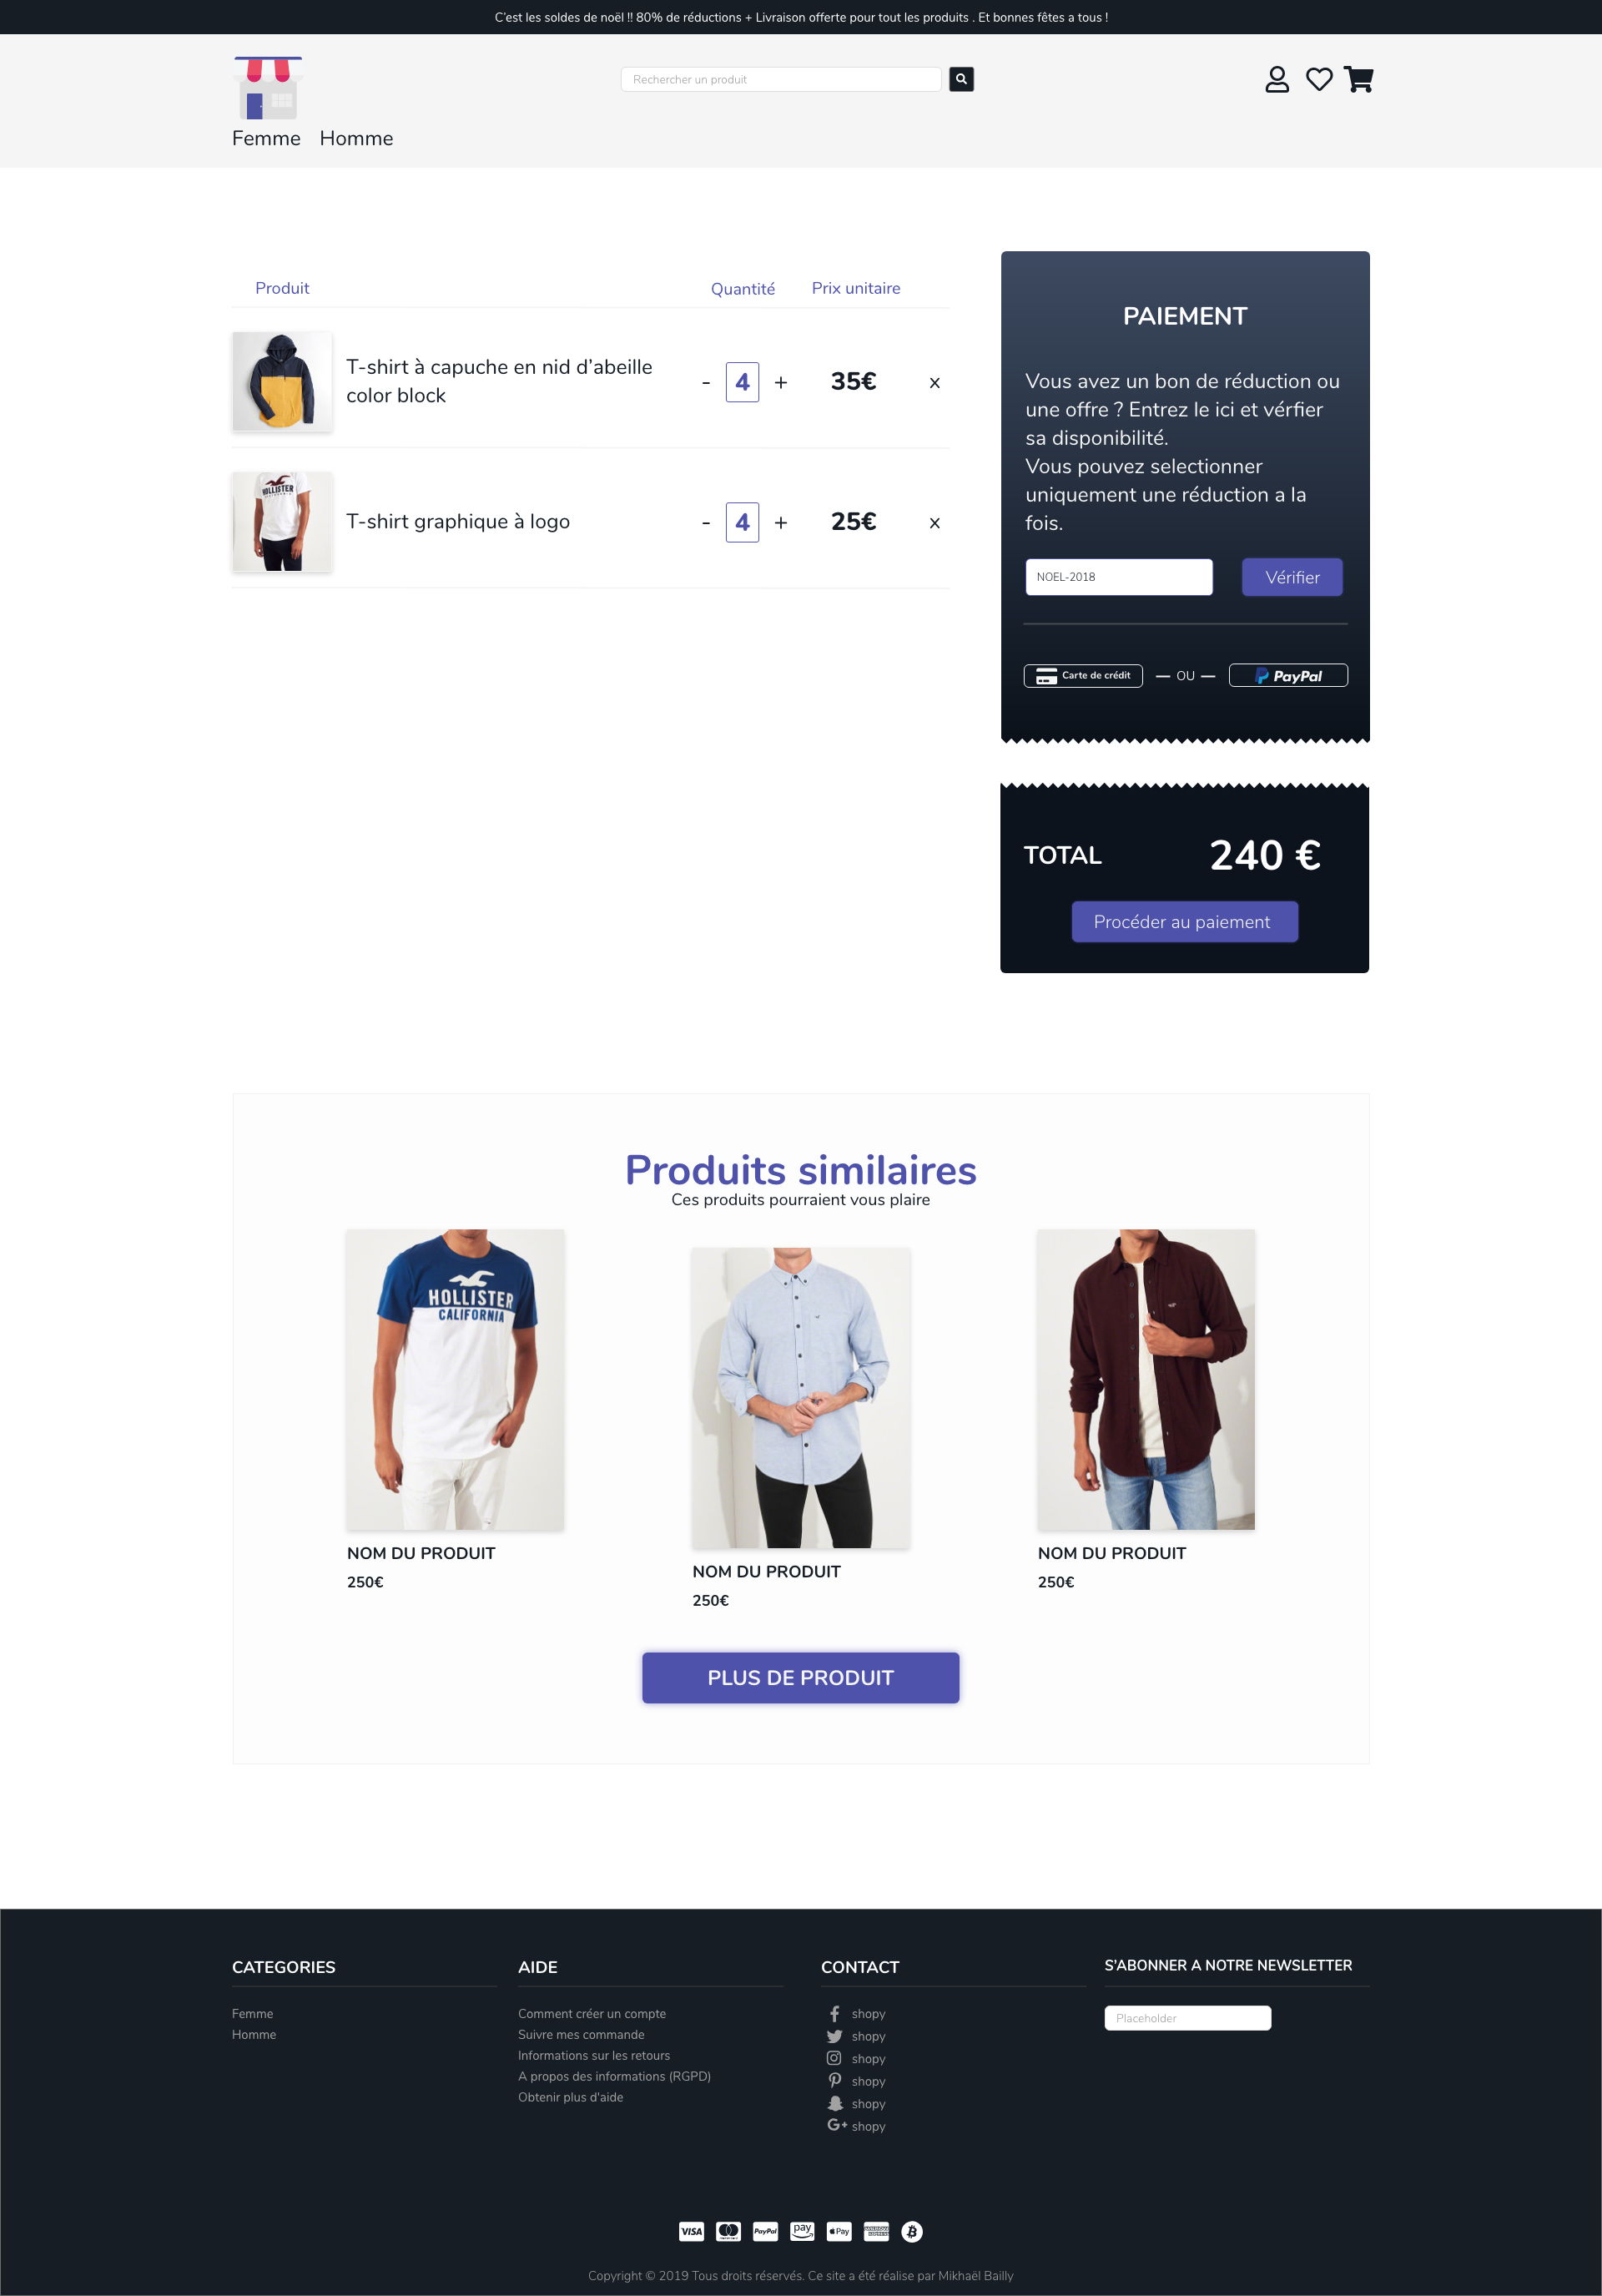 C'est les soldes de noël !! 80% de réductions + Livraison offerte pour tout les produits . Et bonnes fêtes a tous !
Rechercher un produit
Femme Homme
Produit Quantité Prix unitaire
T-shirt à capuche en nid d'abeille
color block
- 4 + 35€ x
T-shirt graphique à logo - 4 + 25€ x
HOLLISTER
PAIEMENT
Vous avez un bon de réduction ou
une offre ? Entrez le ici et vérfier
sa disponibilité.
Vous pouvez selectionner
uniquement une réduction a la
fois.
NOEL-2018 Vérifier
Carte de crédit — OU — PayPal
TOTAL 240 €
Procéder au paiement
Produits similaires
Ces produits pourraient vous plaire
HOLLISTER
CALIFORNIA
NOM DU PRODUIT
250€
NOM DU PRODUIT
250€
NOM DU PRODUIT
250€
PLUS DE PRODUIT
CATEGORIES
Femme
Homme
AIDE
Comment créer un compte
Suivre mes commande
Informations sur les retours
A propos des informations (RGPD)
Obtenir plus d'aide
CONTACT
shopy
shopy
shopy
shopy
shopy
G+ shopy
S'ABONNER A NOTRE NEWSLETTER
Placeholder
VISA PayPal pay Pay
Copyright © 2019 Tous droits réservés. Ce site a été réalise par Mikhaël Bailly